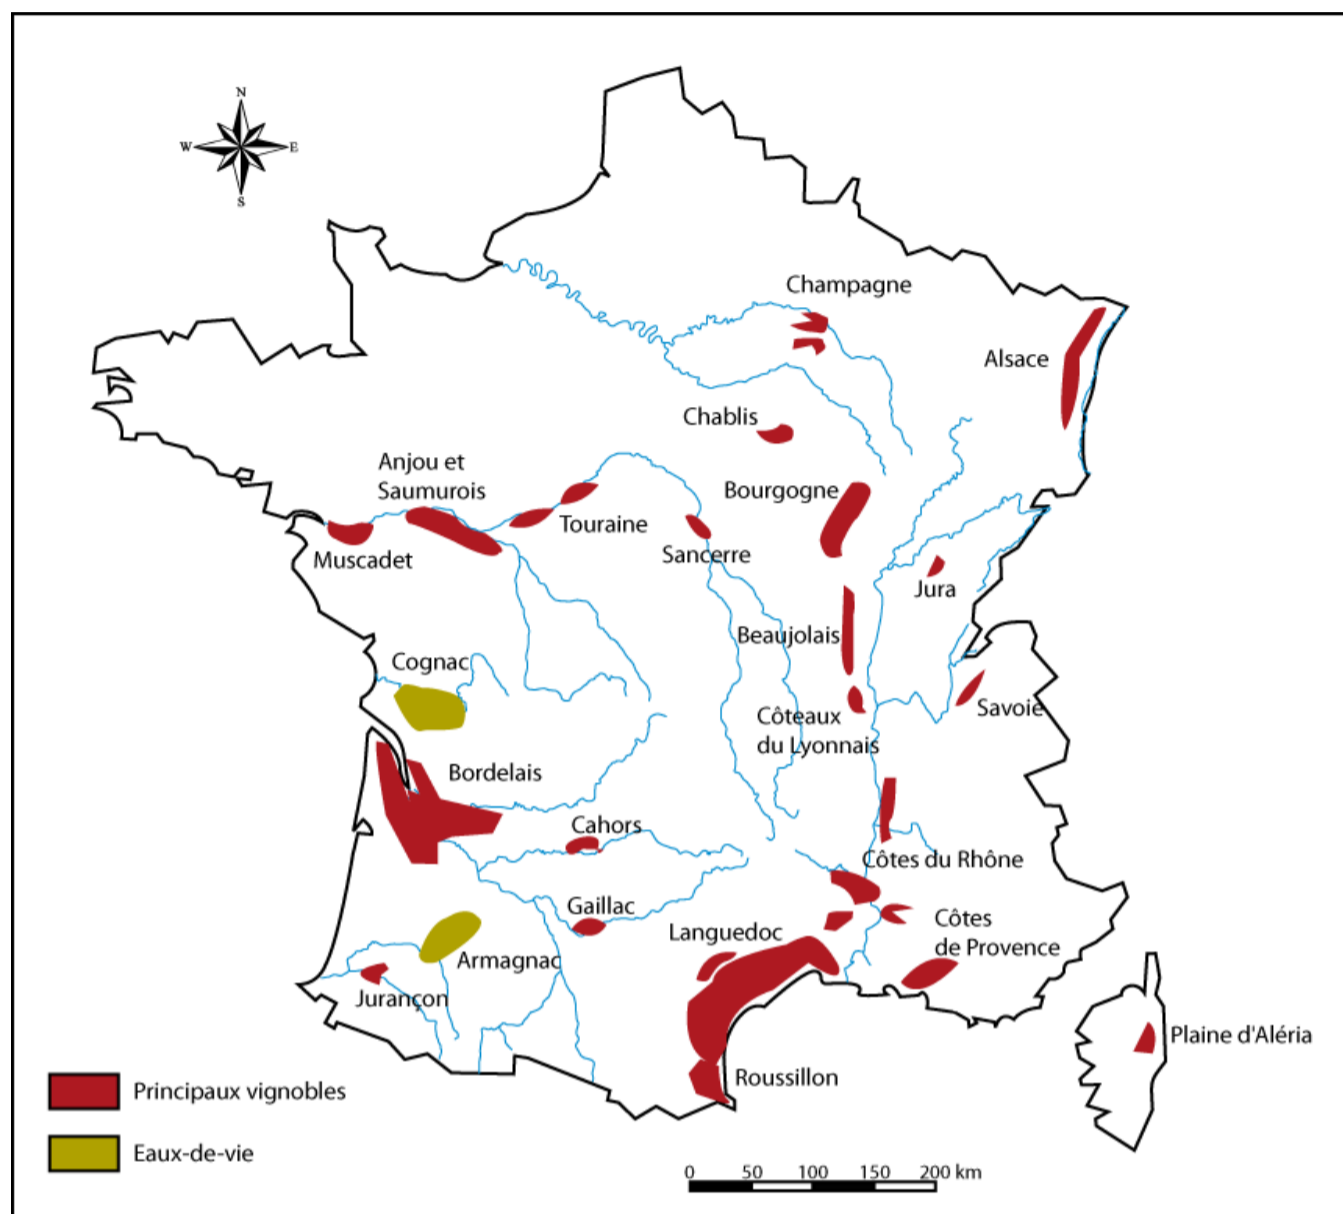 N
W E
S
Champagne
Alsace
Chablis
Anjou et
Saumurois
Bourgogne
Touraine
Muscadet
Sancerre
Jura
Beaujolais
Cognac
Savoie
Côteaux
du Lyonnais
Bordelais
Cahors
Côtes du Rhône
Gaillac
Languedoc
Côtes
de Provence
Armagnac
Jurançon
Plaine d'Aléria
Roussillon
Principaux vignobles
Eaux-de-vie
0 50 100 150 200 km